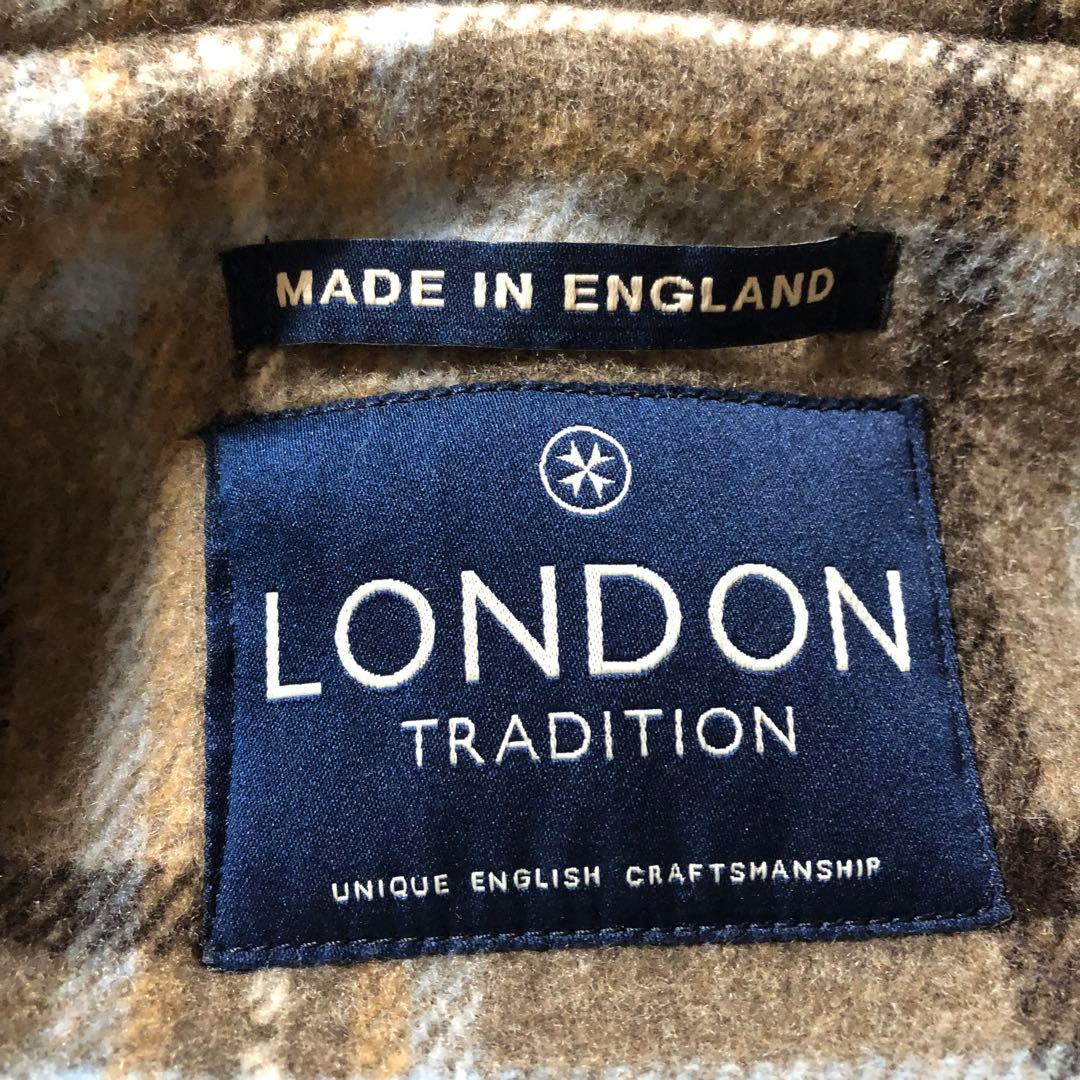 MADE IN ENGLAND
LONDON
TRADITION
UNIQUE ENGLISH CRAFTSMANSHIP